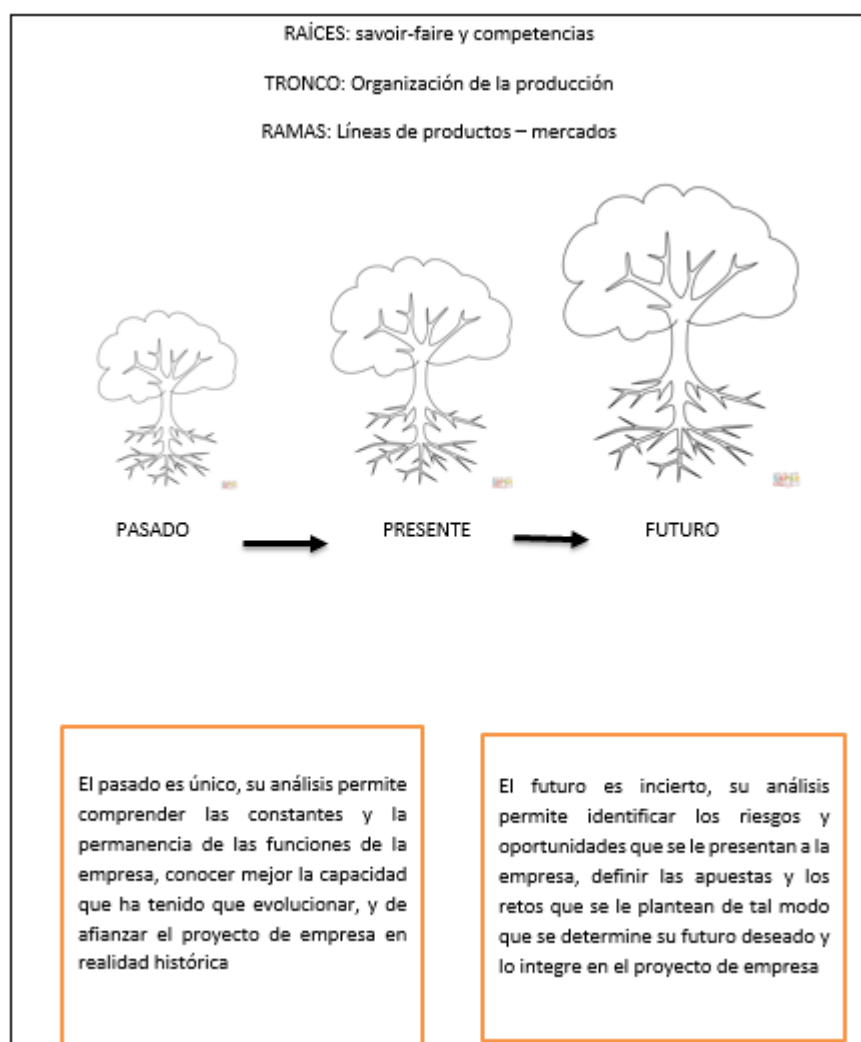 RAÍCES: savoir-faire y competencias
TRONCO: Organización de la producción
RAMAS: Líneas de productos – mercados
PASADO
PRESENTE
FUTURO
El pasado es único, su análisis permite
comprender las constantes y la
permanencia de las funciones de la
empresa, conocer mejor la capacidad
que ha tenido que evolucionar, y de
afianzar el proyecto de empresa en
realidad histórica
El futuro es incierto, su análisis
permite identificar los riesgos y
oportunidades que se le presentan a la
empresa, definir las apuestas y los
retos que se le plantean de tal modo
que se determine su futuro deseado y
lo integre en el proyecto de empresa